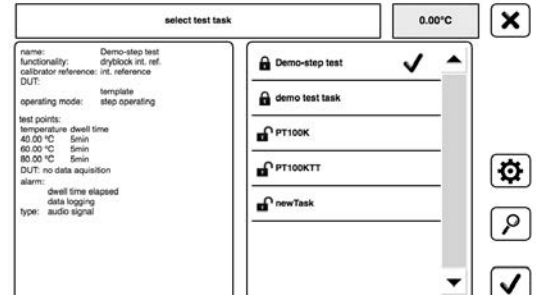 select test task
0.00°C
name: Demo-step test
functionality: dryblock int. ref.
calibrator reference: int. reference
DUT:
template
operating mode: step operating
test points:
temperature dwell time
40.00 °C 5min
60.00 °C 5min
80.00 °C 5min
DUT: no data aquisition
alarm:
dwell time elapsed
data logging
type: audio signal
Demo-step test
demo test task
PT100K
PT100KTT
newTask